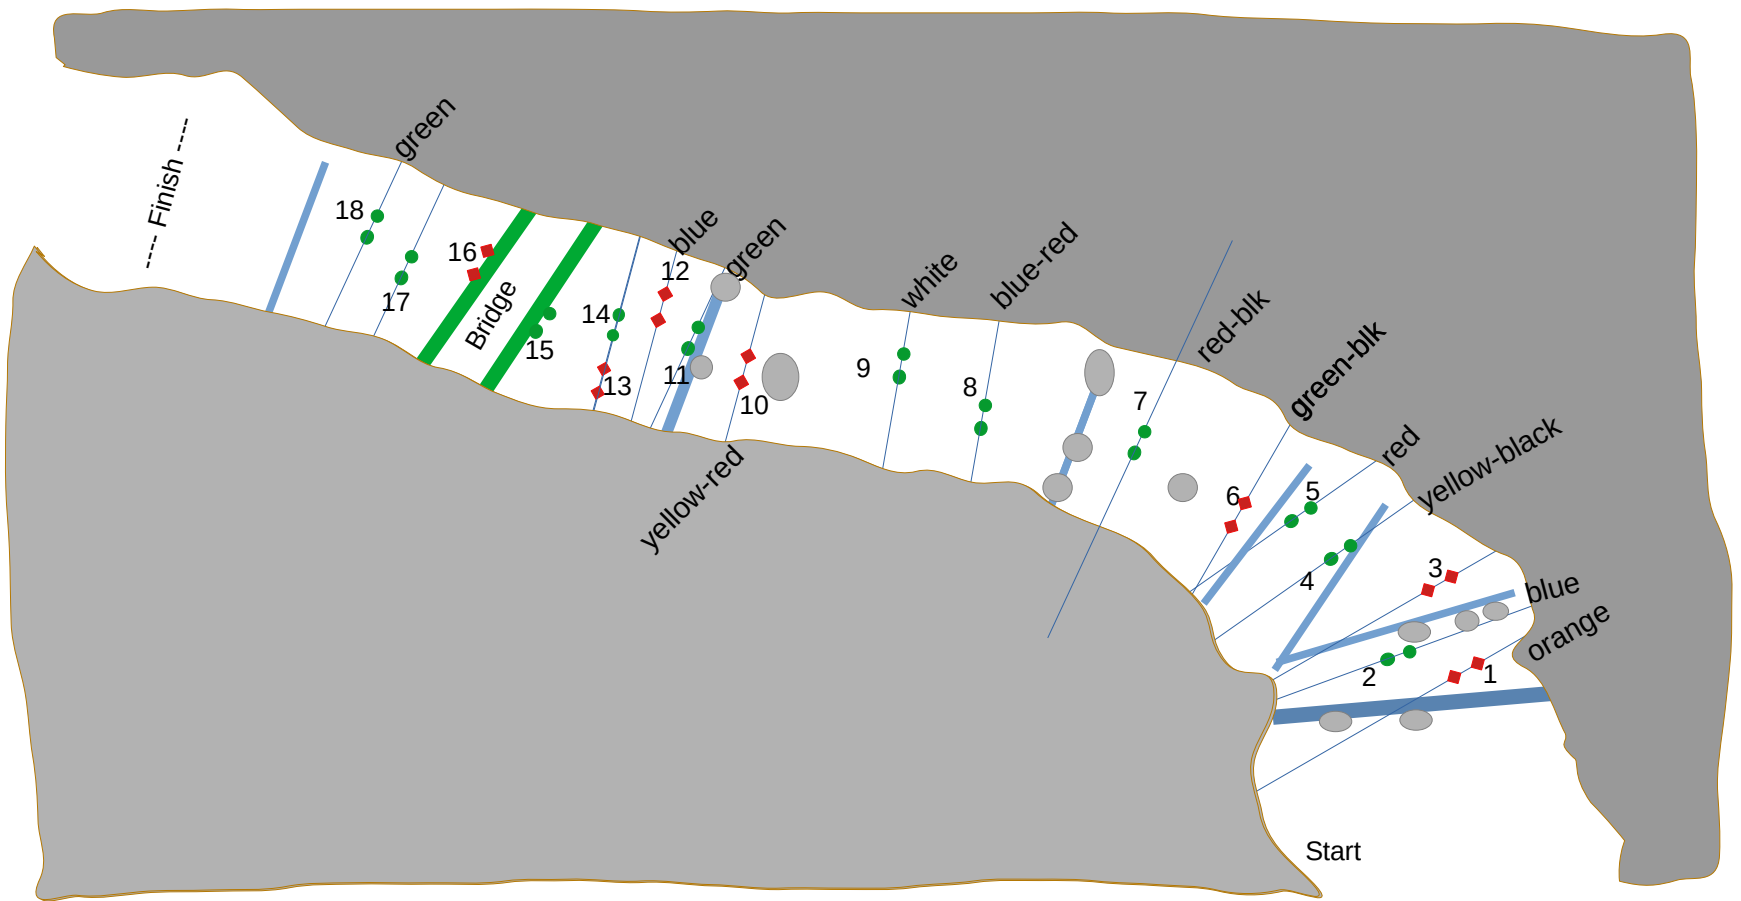 green
---- Finish ----
18
17
16
Bridge
15
14
13
blue
12
green
11
10
yellow-red
white
9
blue-red
8
red-blk
7
green-blk
6
red
5
yellow-black
4
3
blue
orange
2
1
Start